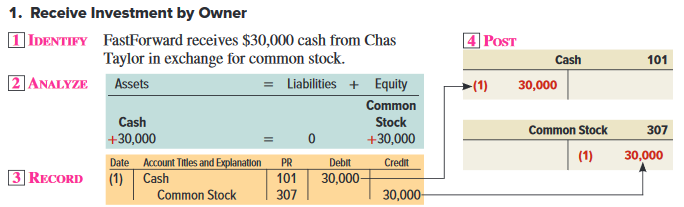 1. Receive Investment by Owner
1 IDENTIFY FastForward receives $30,000 cash from Chas
Taylor in exchange for common stock.
2 ANALYZE Assets = Liabilities + Equity
Common
Cash Stock
+30,000 = 0 +30,000
3 RECORD
Date Account Titles and Explanation PR Debit Credit
(1) Cash 101 30,000
Common Stock 307 30,000
4 POST
Cash 101
(1) 30,000
Common Stock 307
(1) 30,000